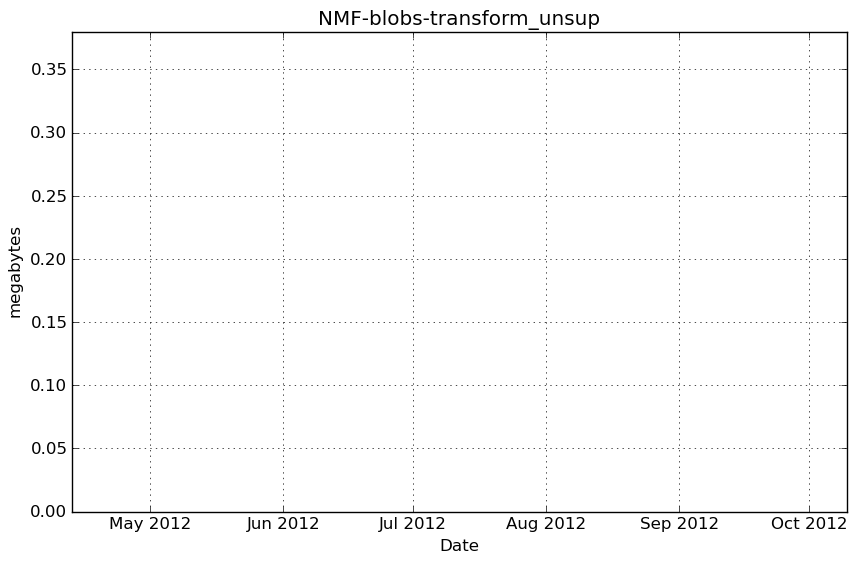 NMF-blobs-transform_unsup
0.35
0.30
0.25
0.20
0.15
0.10
0.05
0.00
megabytes
May 2012 Jun 2012 Jul 2012 Aug 2012 Sep 2012 Oct 2012
Date